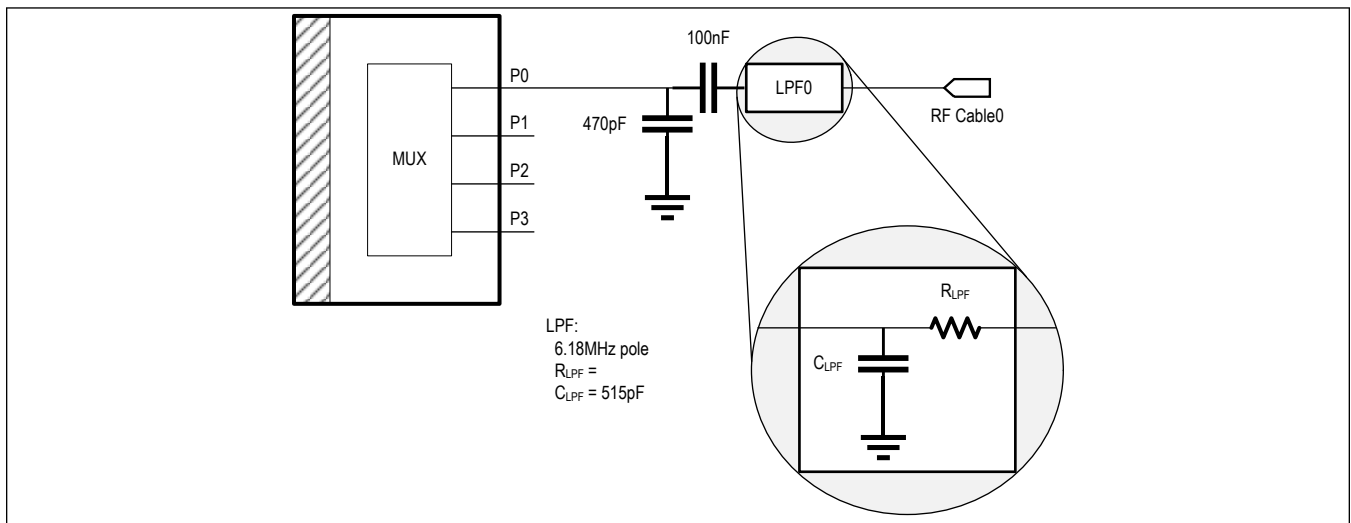 100nF
P0
LPF0
470pF
RF Cable0
P1
MUX
P2
P3
LPF:
6.18MHz pole
RLPF =
CLPF = 515pF
RLPF
CLPF